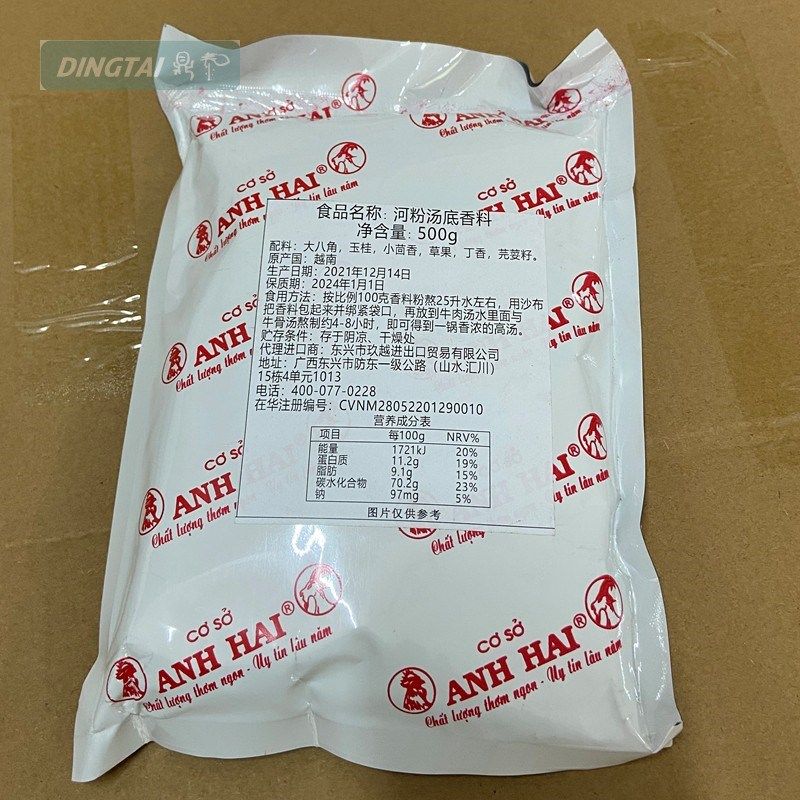 DINGTAI 鼎泰
CƠ SỞ
ANH HAI®
Chất lượng thơm ngon - Uy tín lâu năm
食品名称: 河粉汤底香料
净含量: 500g
配料: 大八角, 玉桂, 小茴香, 草果, 丁香, 芫荽籽。
原产国: 越南
生产日期: 2021年12月14日
保质期: 2024年1月1日
食用方法: 按比例100克香料粉熬25升水左右, 用沙布
把香料包起来并绑紧袋口, 再放到牛肉汤水里面与
牛骨汤熬制约4-8小时, 即可得到一锅香浓的高汤。
贮存条件: 存于阴凉、干燥处
代理进口商: 东兴市玖越进出口贸易有限公司
地址: 广西东兴市防东一级公路 (山水.汇川)
15栋4单元1013
电话: 400-077-0228
在华注册编号: CVNM28052201290010
营养成分表
项目 每100g NRV%
能量 1721kJ 20%
蛋白质 11.2g 19%
脂肪 9.1g 15%
碳水化合物 70.2g 23%
钠 97mg 5%
图片仅供参考
CƠ SỞ
ANH HAI®
Chất lượng thơm ngon - Uy tín lâu năm
CƠ SỞ
ANH HAI®
Chất lượng thơm ngon - Uy tín lâu năm